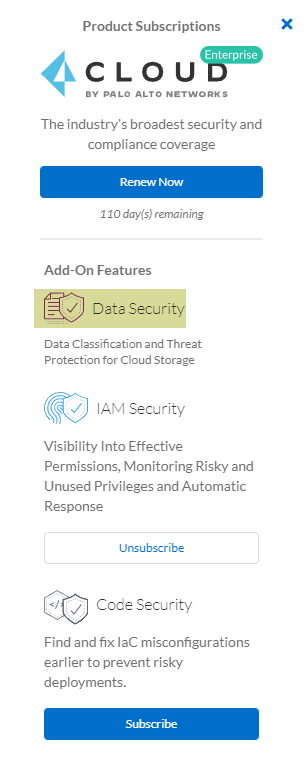 Product Subscriptions
Enterprise
CLOUD
BY PALO ALTO NETWORKS
The industry's broadest security and
compliance coverage
Renew Now
110 day(s) remaining
Add-On Features
Data Security
Data Classification and Threat
Protection for Cloud Storage
IAM Security
Visibility Into Effective
Permissions, Monitoring Risky and
Unused Privileges and Automatic
Response
Unsubscribe
</>
Code Security
Find and fix IaC misconfigurations
earlier to prevent risky
deployments.
Subscribe